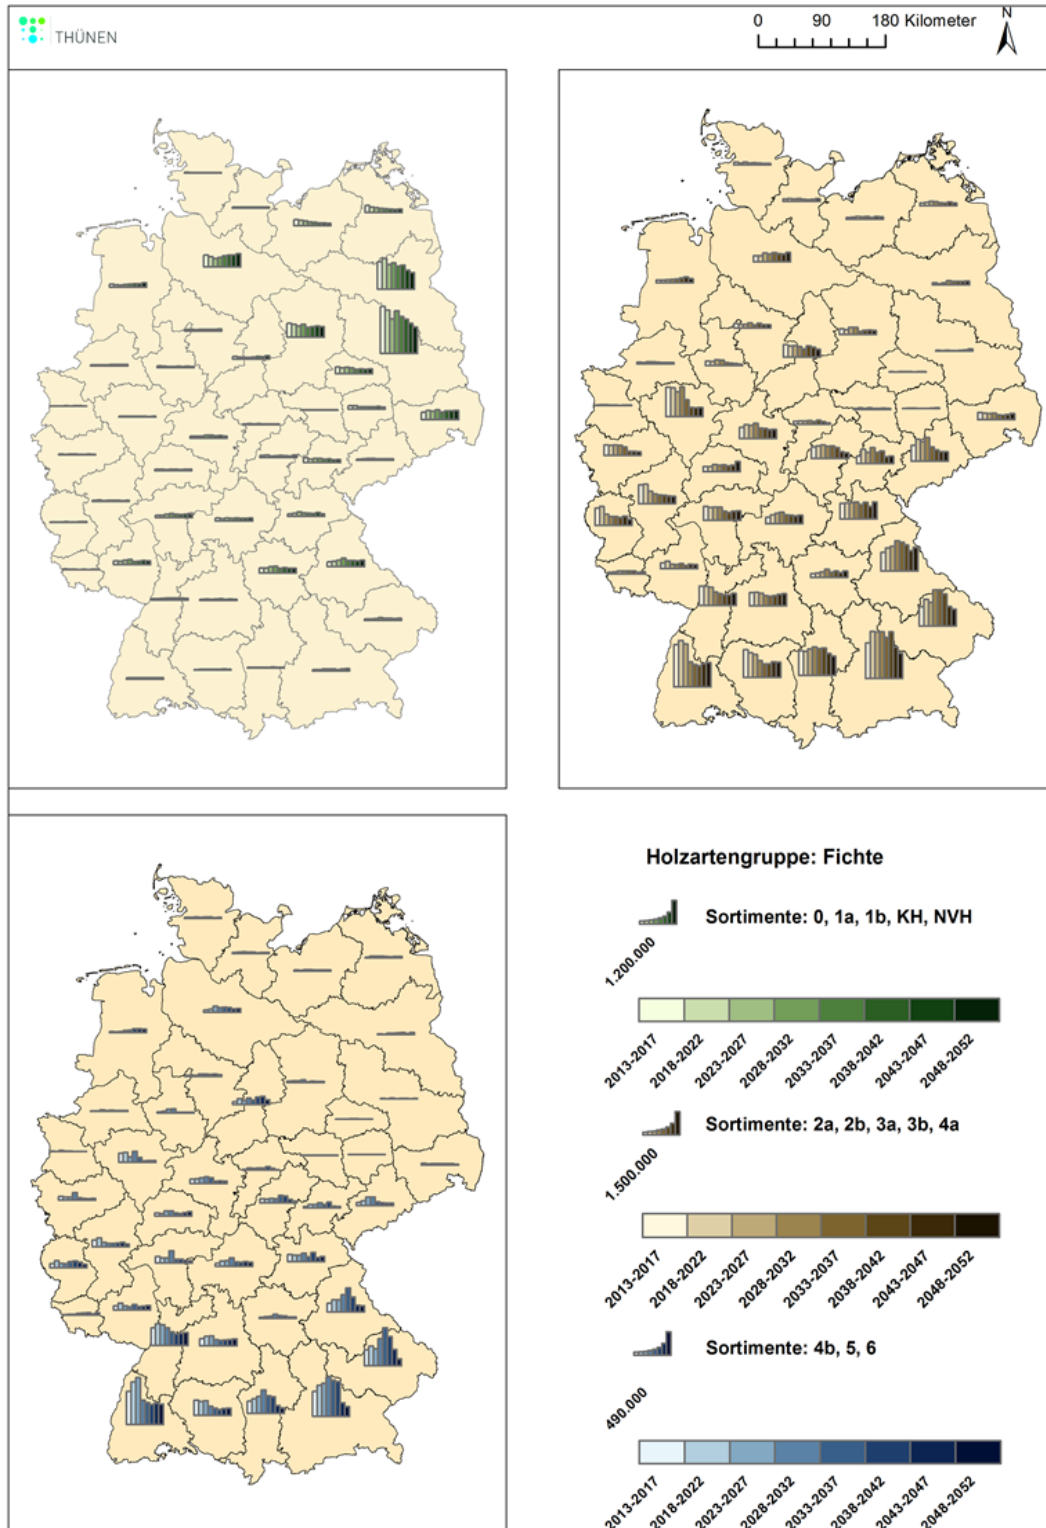 THÜNEN
0 90 180 Kilometer
N
Holzartengruppe: Fichte
Sortimente: 0, 1a, 1b, KH, NVH
1.200.000
2013-2017 2018-2022 2023-2027 2028-2032 2033-2037 2038-2042 2043-2047 2048-2052
Sortimente: 2a, 2b, 3a, 3b, 4a
1.500.000
2013-2017 2018-2022 2023-2027 2028-2032 2033-2037 2038-2042 2043-2047 2048-2052
Sortimente: 4b, 5, 6
490.000
2013-2017 2018-2022 2023-2027 2028-2032 2033-2037 2038-2042 2043-2047 2048-2052